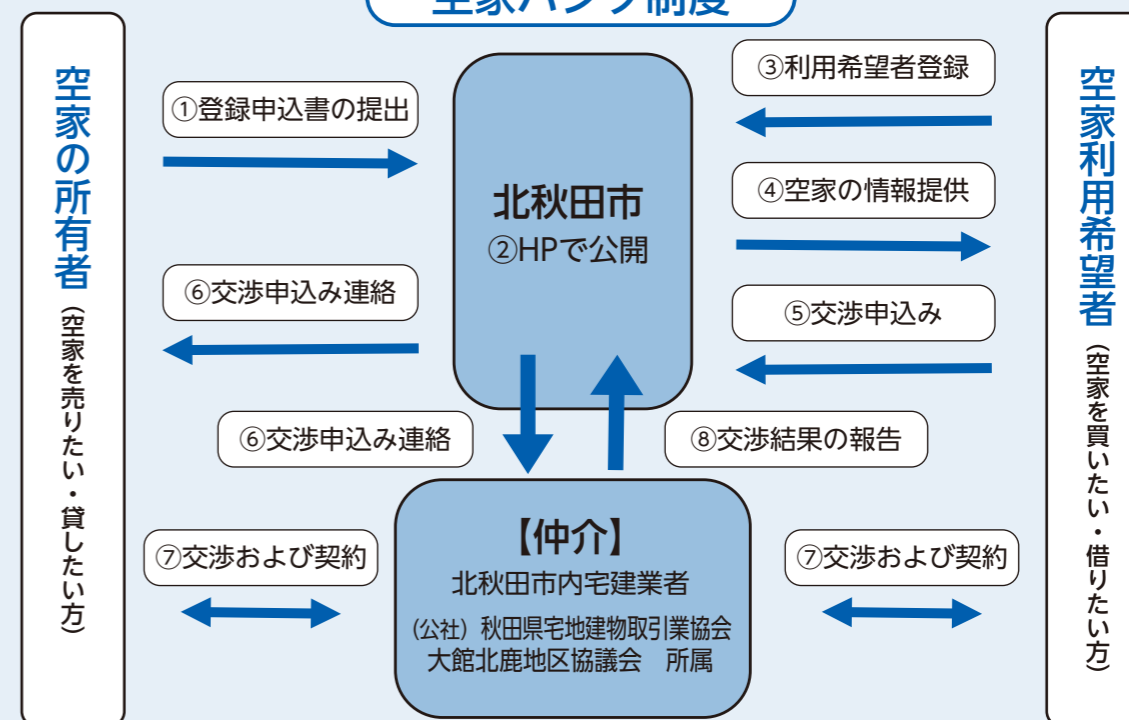 空家バンク制度
空家の所有者
(空家を売りたい・貸したい方)
①登録申込書の提出
北秋田市
②HPで公開
③利用希望者登録
④空家の情報提供
⑤交渉申込み
⑥交渉申込み連絡
⑥交渉申込み連絡
⑧交渉結果の報告
⑦交渉および契約
【仲介】
北秋田市内宅建業者
(公社)秋田県宅地建物取引業協会
大館北鹿地区協議会 所属
⑦交渉および契約
空家利用希望者
(空家を買いたい・借りたい方)